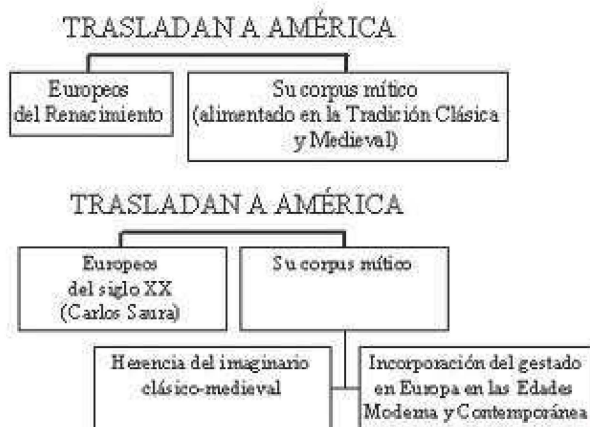 TRASLADAN A AMÉRICA
Europeos
del Renacimiento
Su corpus mítico
(alimentado en la Tradición Clásica
y Medieval)
TRASLADAN A AMÉRICA
Europeos
del siglo XX
(Carlos Saura)
Su corpus mítico
Herencia del imaginario
clásico-medieval
Incorporación del gestado
en Europa en las Edades
Moderna y Contemporánea